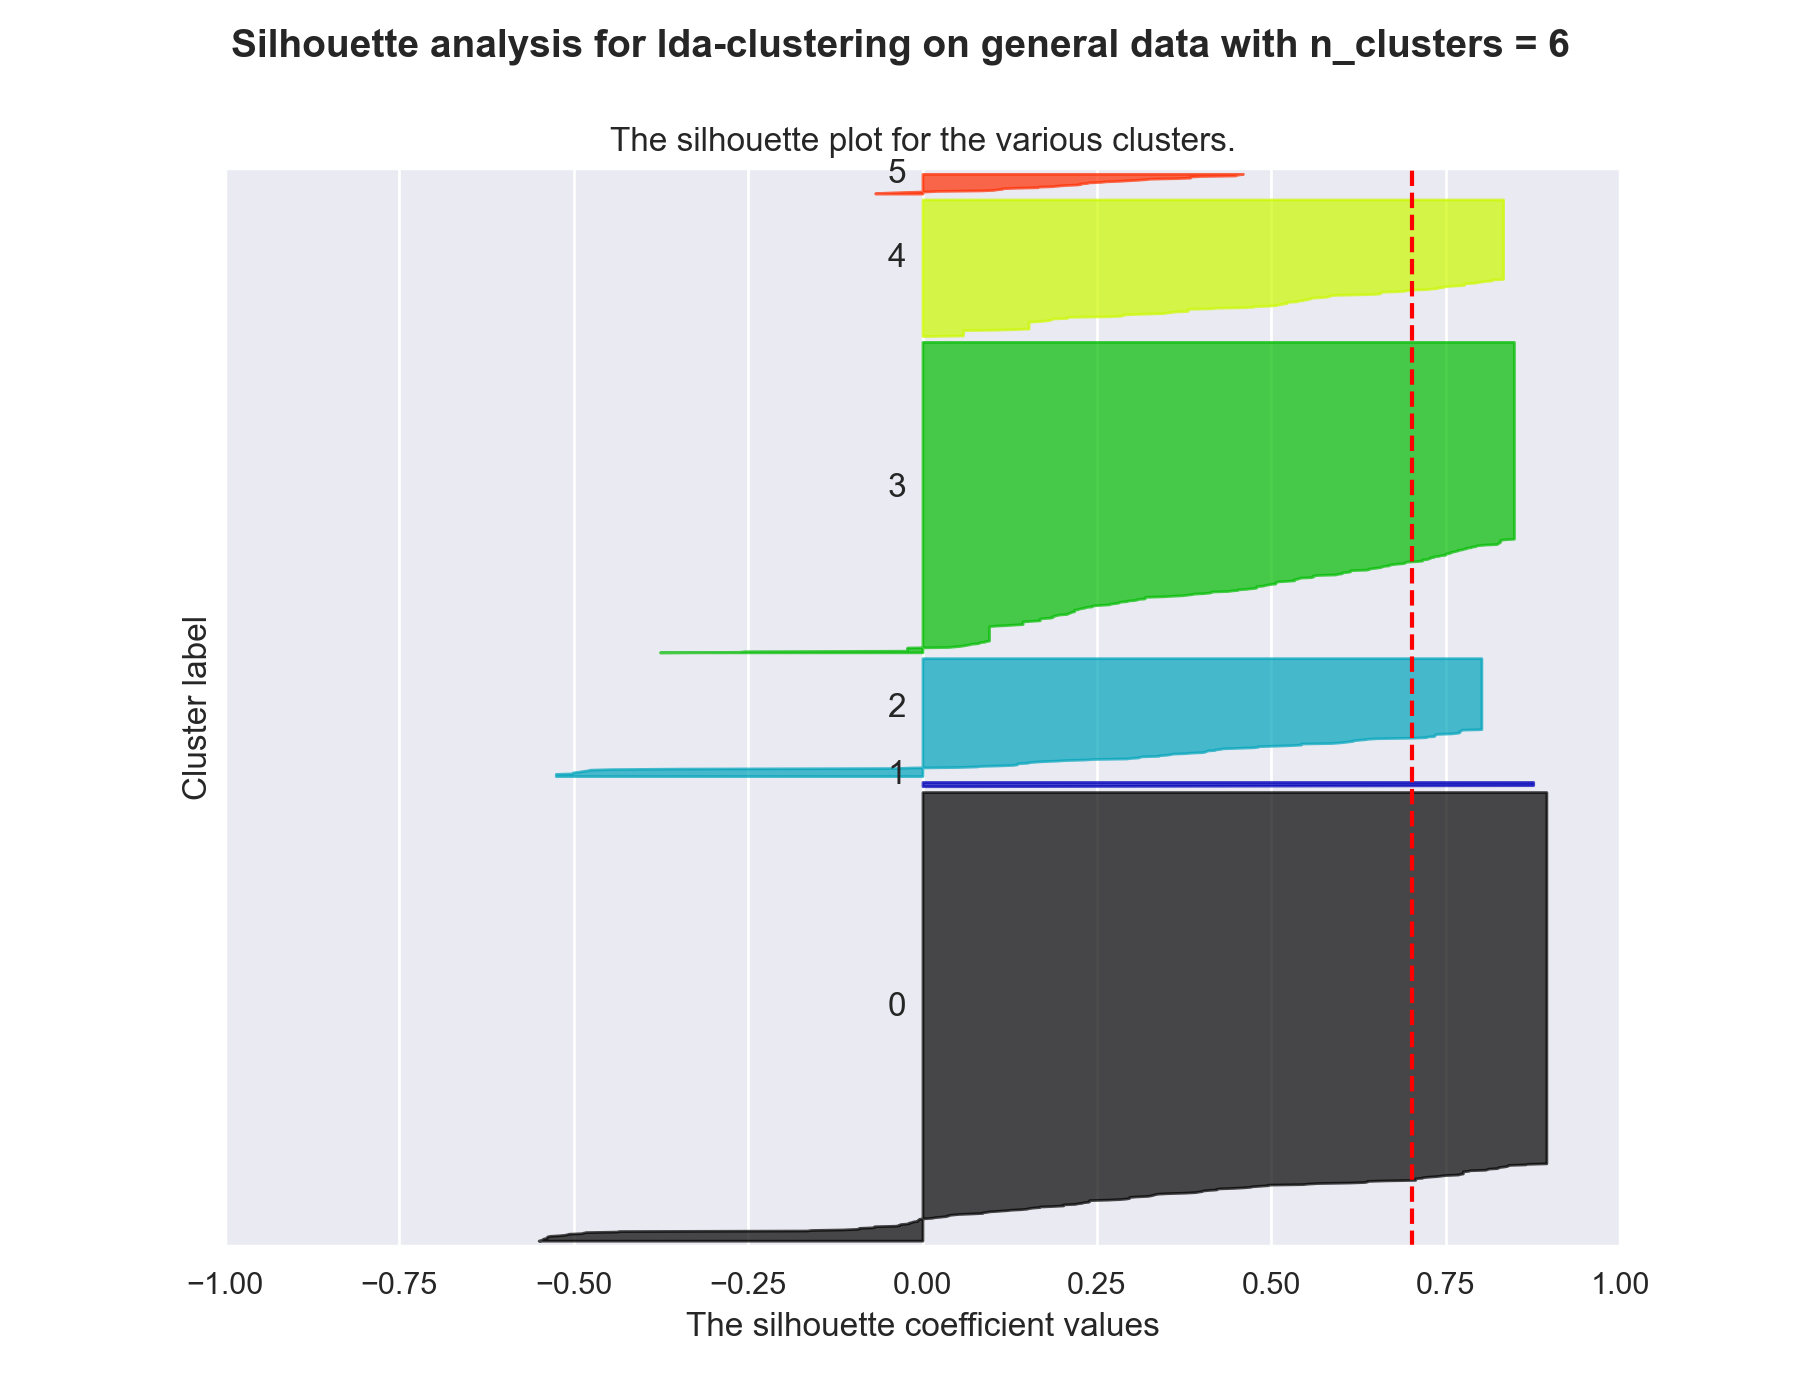 Silhouette analysis for lda-clustering on general data with n_clusters = 6
The silhouette plot for the various clusters.
5
4
3
2
1
0
Cluster label
−1.00 −0.75 −0.50 −0.25 0.00 0.25 0.50 0.75 1.00
The silhouette coefficient values